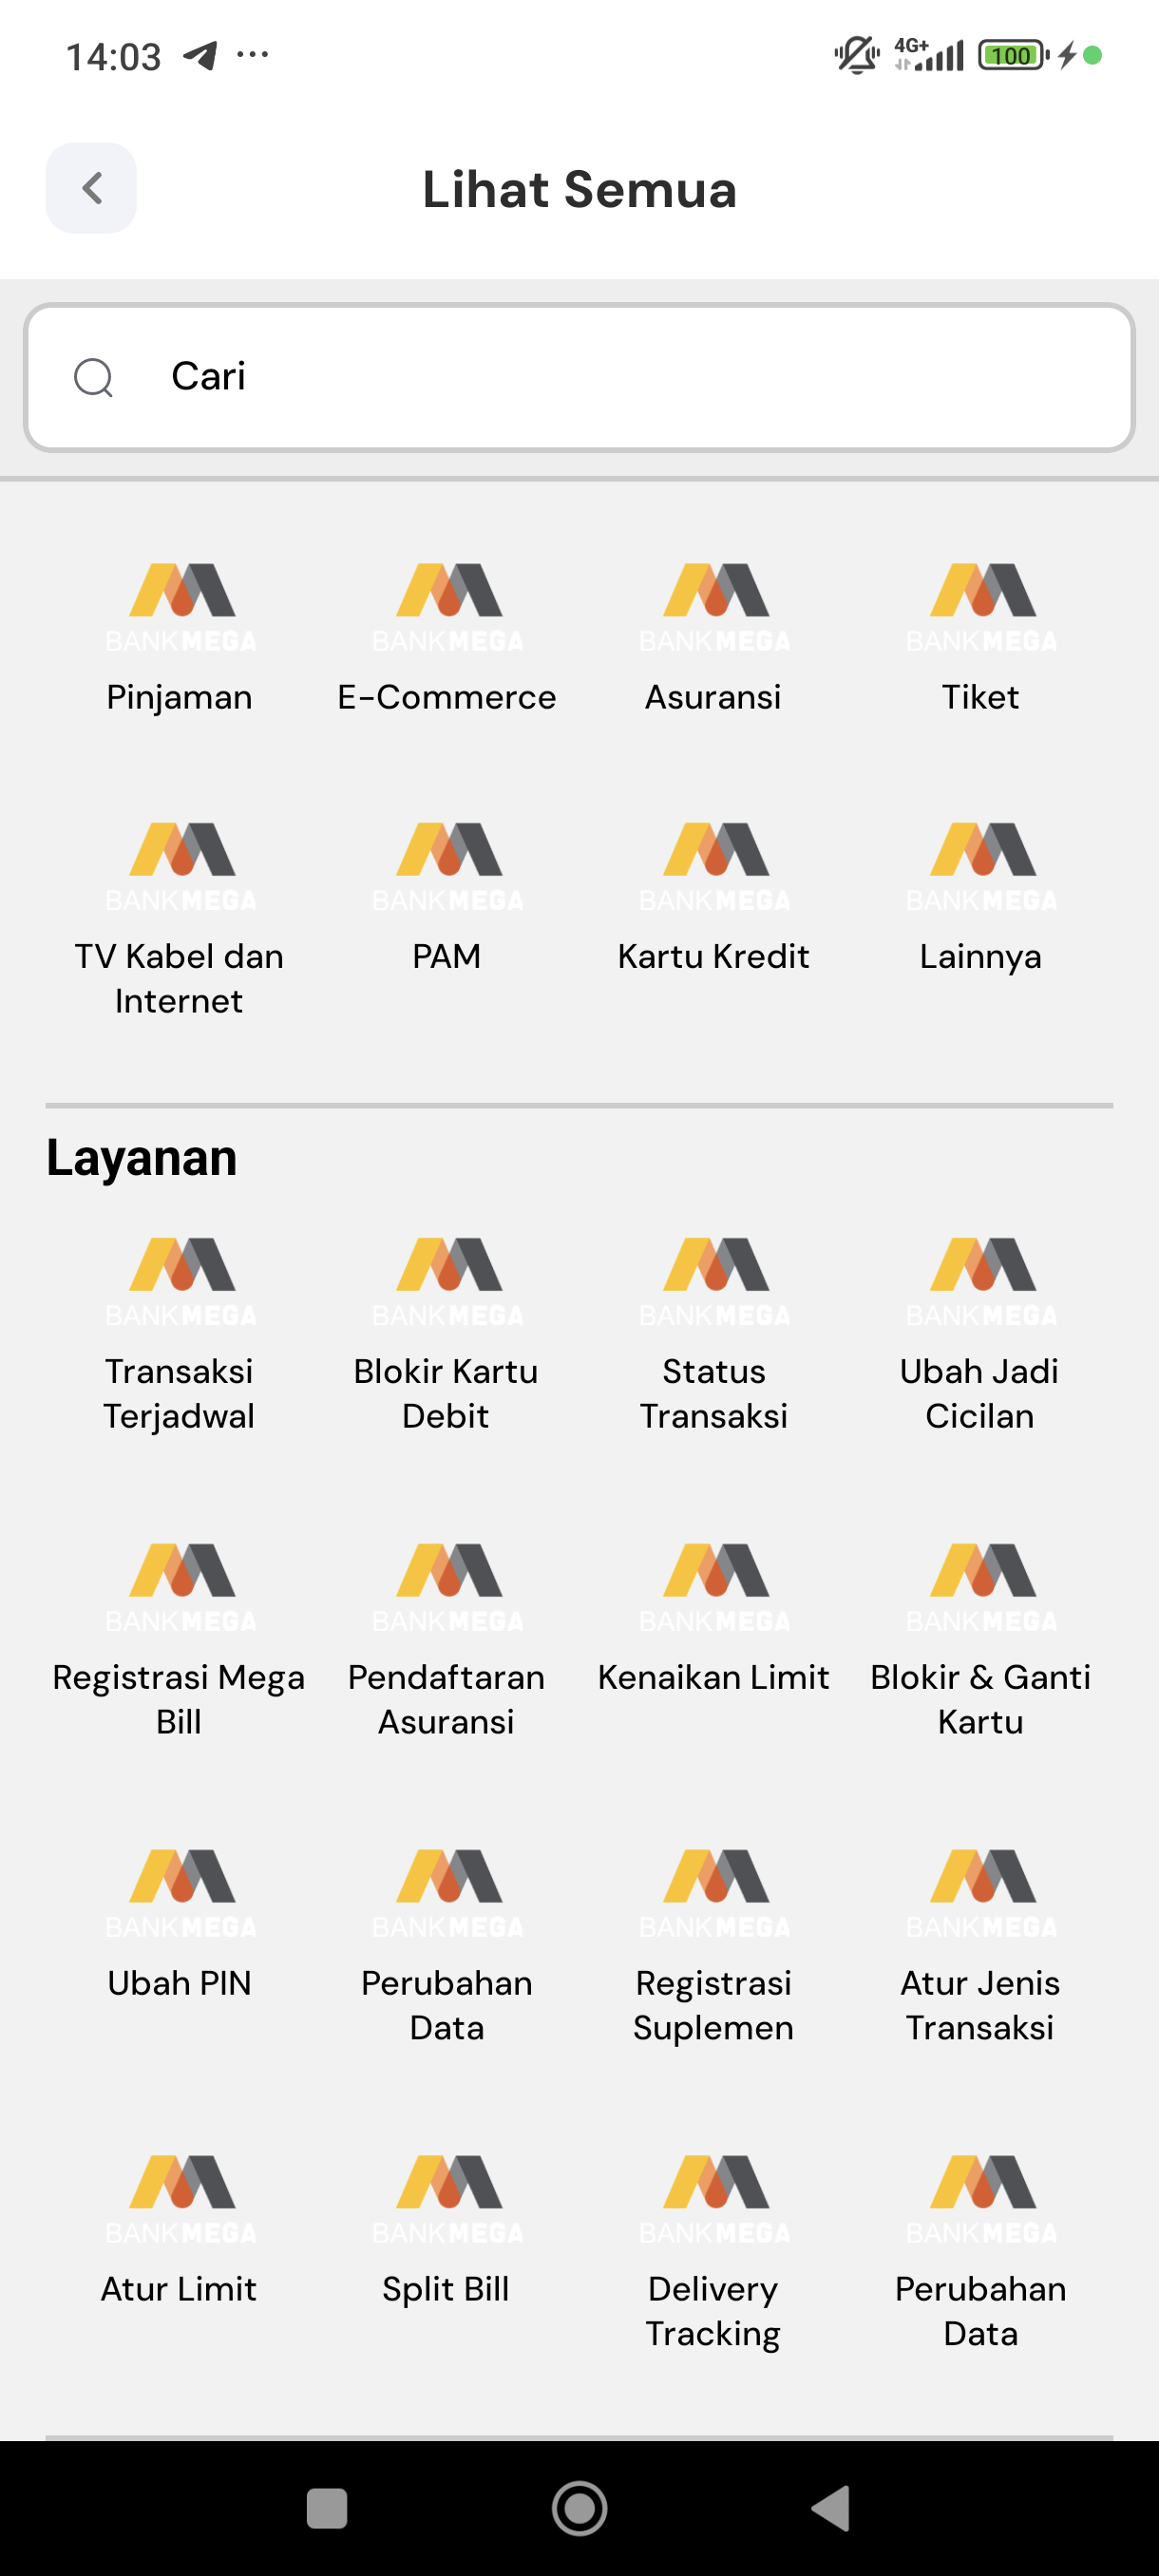 14:03
4G+
100
Lihat Semua
Cari
BANKMEGA BANKMEGA BANKMEGA BANKMEGA
Pinjaman E-Commerce Asuransi Tiket
BANKMEGA BANKMEGA BANKMEGA BANKMEGA
TV Kabel dan Internet PAM Kartu Kredit Lainnya
Layanan
BANKMEGA BANKMEGA BANKMEGA BANKMEGA
Transaksi Terjadwal Blokir Kartu Debit Status Transaksi Ubah Jadi Cicilan
BANKMEGA BANKMEGA BANKMEGA BANKMEGA
Registrasi Mega Bill Pendaftaran Asuransi Kenaikan Limit Blokir & Ganti Kartu
BANKMEGA BANKMEGA BANKMEGA BANKMEGA
Ubah PIN Perubahan Data Registrasi Suplemen Atur Jenis Transaksi
BANKMEGA BANKMEGA BANKMEGA BANKMEGA
Atur Limit Split Bill Delivery Tracking Perubahan Data